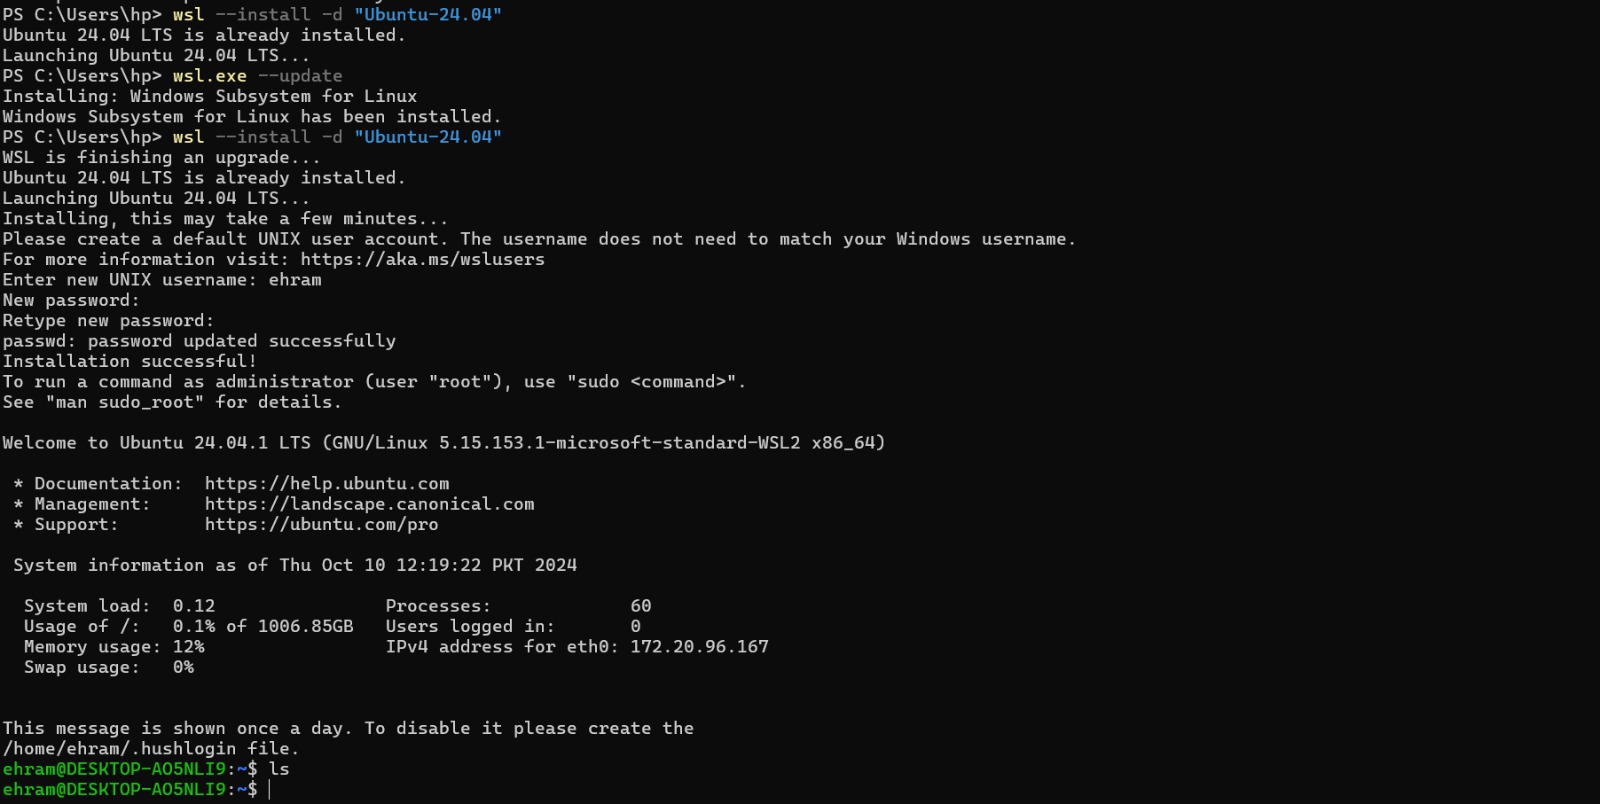 PS C:\Users\hp> wsl --install -d "Ubuntu-24.04"
Ubuntu 24.04 LTS is already installed.
Launching Ubuntu 24.04 LTS...
PS C:\Users\hp> wsl.exe --update
Installing: Windows Subsystem for Linux
Windows Subsystem for Linux has been installed.
PS C:\Users\hp> wsl --install -d "Ubuntu-24.04"
WSL is finishing an upgrade...
Ubuntu 24.04 LTS is already installed.
Launching Ubuntu 24.04 LTS...
Installing, this may take a few minutes...
Please create a default UNIX user account. The username does not need to match your Windows username.
For more information visit: https://aka.ms/wslusers
Enter new UNIX username: ehram
New password:
Retype new password:
passwd: password updated successfully
Installation successful!
To run a command as administrator (user "root"), use "sudo <command>".
See "man sudo_root" for details.

Welcome to Ubuntu 24.04.1 LTS (GNU/Linux 5.15.153.1-microsoft-standard-WSL2 x86_64)

 * Documentation:  https://help.ubuntu.com
 * Management:     https://landscape.canonical.com
 * Support:        https://ubuntu.com/pro

 System information as of Thu Oct 10 12:19:22 PKT 2024

  System load:  0.12                Processes:             60
  Usage of /:   0.1% of 1006.85GB   Users logged in:       0
  Memory usage: 12%                 IPv4 address for eth0: 172.20.96.167
  Swap usage:   0%

This message is shown once a day. To disable it please create the
/home/ehram/.hushlogin file.
ehram@DESKTOP-AO5NLI9:~$ ls
ehram@DESKTOP-AO5NLI9:~$